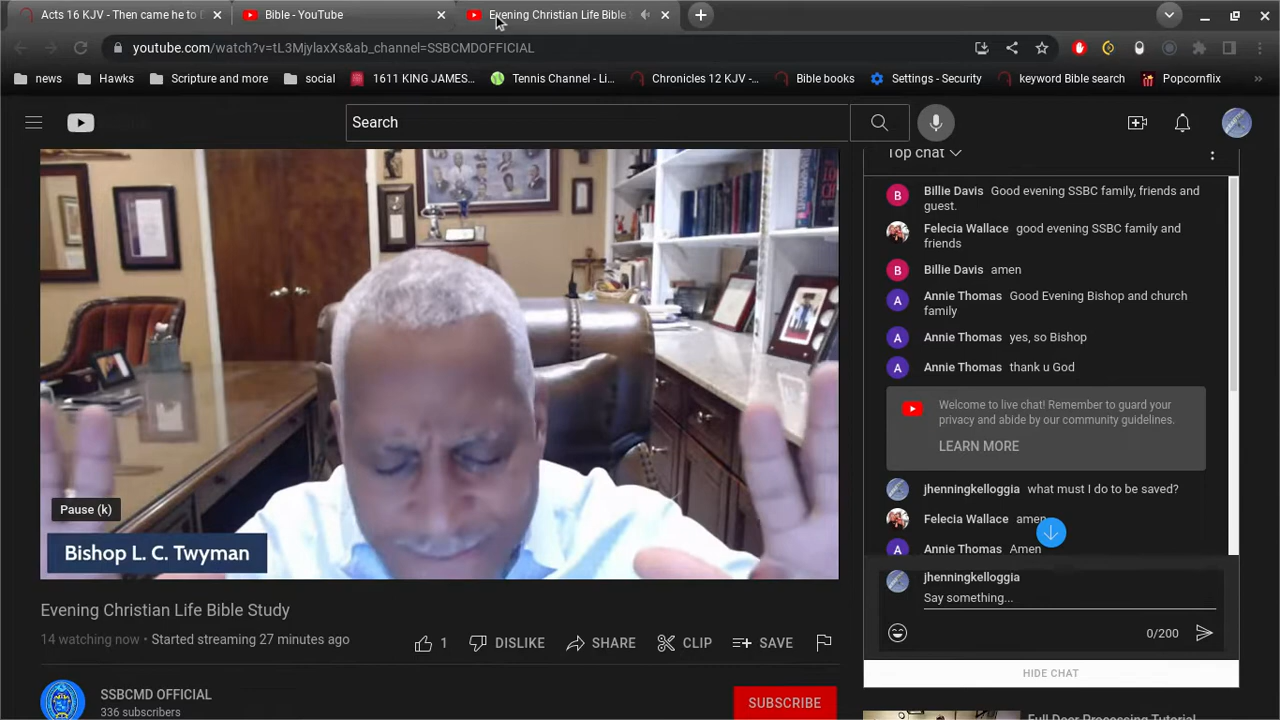 Acts 16 KJV - Then came he to
Bible - YouTube
Evening Christian Life Bible
youtube.com/watch?v=tL3MjylaxXs&ab_channel=SSBCMDOFFICIAL
news
Hawks
Scripture and more
social
1611 KING JAMES...
Tennis Channel - Li...
Chronicles 12 KJV -...
Bible books
Settings - Security
keyword Bible search
Popcornflix
»
Search
Top chat
B Billie Davis Good evening SSBC family, friends and
guest.
Felecia Wallace good evening SSBC family and
friends
B Billie Davis amen
A Annie Thomas Good Evening Bishop and church
family
A Annie Thomas yes, so Bishop
A Annie Thomas thank u God
Welcome to live chat! Remember to guard your
privacy and abide by our community guidelines.
LEARN MORE
jhenningkelloggia what must I do to be saved?
Felecia Wallace amen
A Annie Thomas Amen
jhenningkelloggia
Say something...
0/200
HIDE CHAT
Pause (k)
Bishop L. C. Twyman
Evening Christian Life Bible Study
14 watching now • Started streaming 27 minutes ago
1
DISLIKE
SHARE
CLIP
SAVE
SSBCMD OFFICIAL
336 subscribers
SUBSCRIBE
Full Door Processing Tutorial